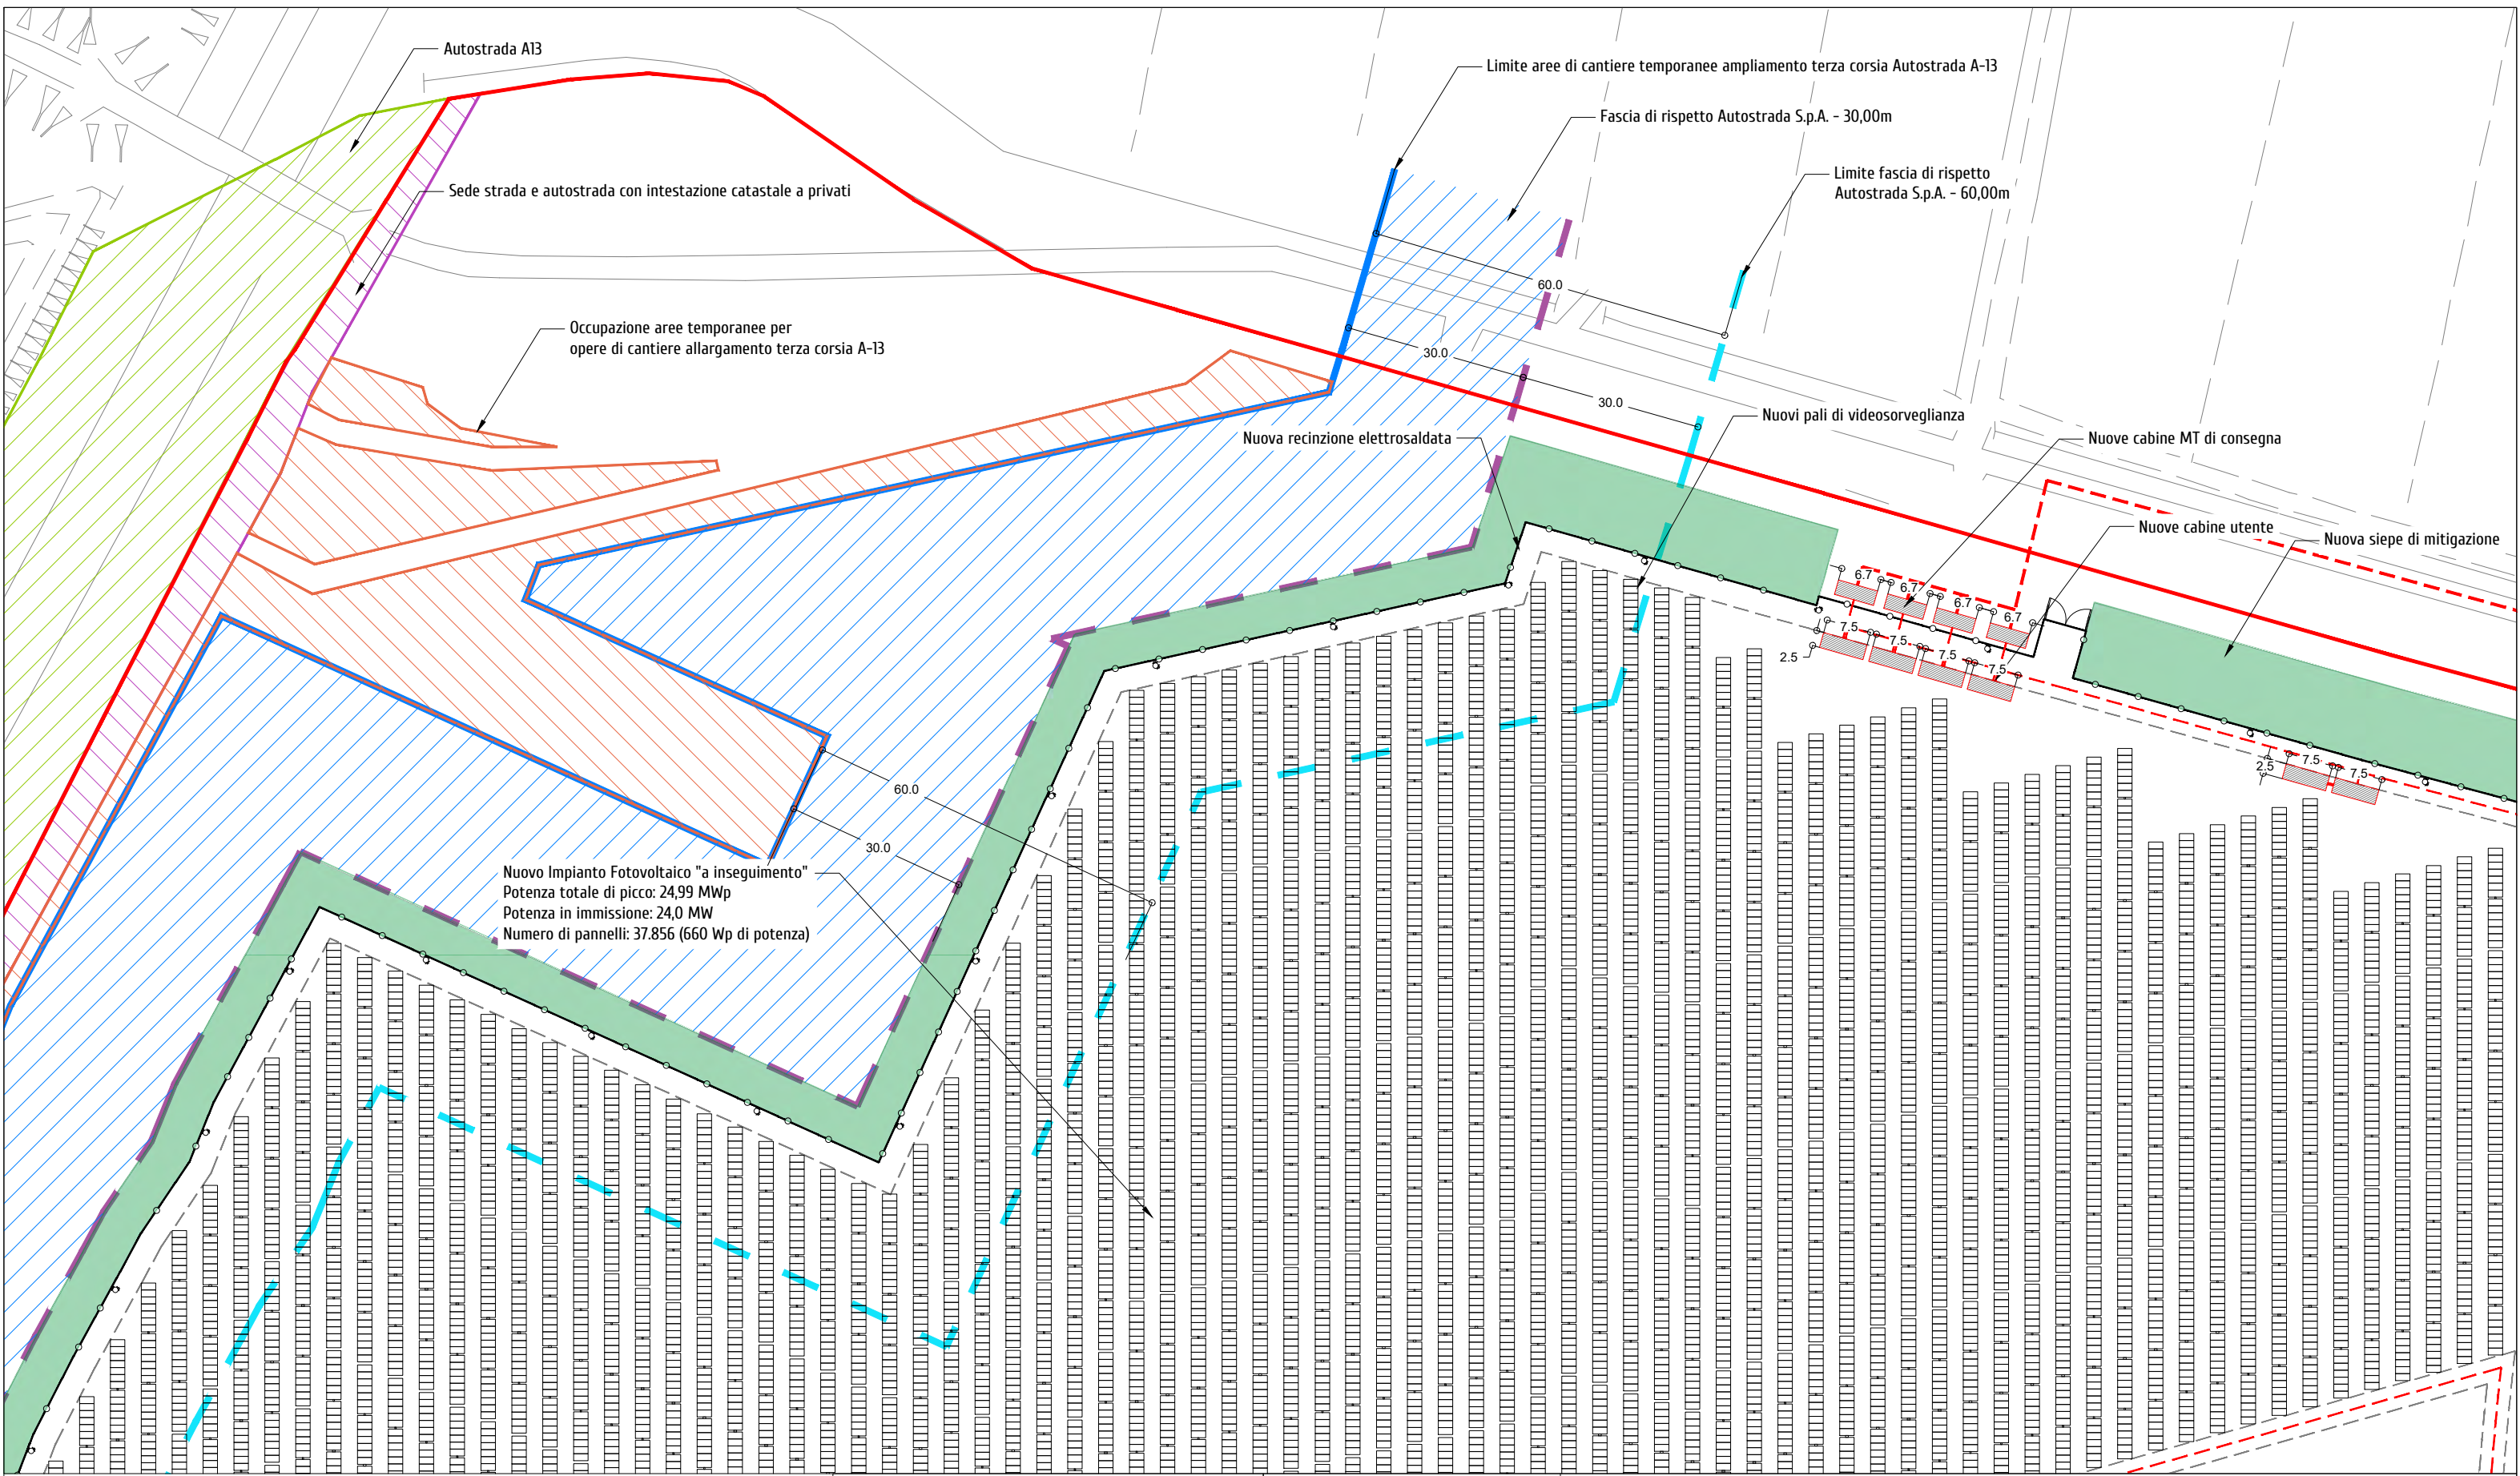 Autostrada A13
Limite aree di cantiere temporanee ampliamento terza corsia Autostrada A-13
Fascia di rispetto Autostrada S.p.A. - 30,00m
Limite fascia di rispetto
Autostrada S.p.A. - 60,00m
Sede strada e autostrada con intestazione catastale a privati
60.0
Occupazione aree temporanee per
opere di cantiere allargamento terza corsia A-13
30.0
30.0
Nuovi pali di videosorveglianza
Nuova recinzione elettrosaldata
Nuove cabine MT di consegna
Nuove cabine utente
Nuova siepe di mitigazione
6.7
6.7
6.7
6.7
7.5
7.5
7.5
7.5
2.5
2.5
7.5
7.5
60.0
30.0
Nuovo Impianto Fotovoltaico "a inseguimento"
Potenza totale di picco: 24,99 MWp
Potenza in immissione: 24,0 MW
Numero di pannelli: 37.856 (660 Wp di potenza)